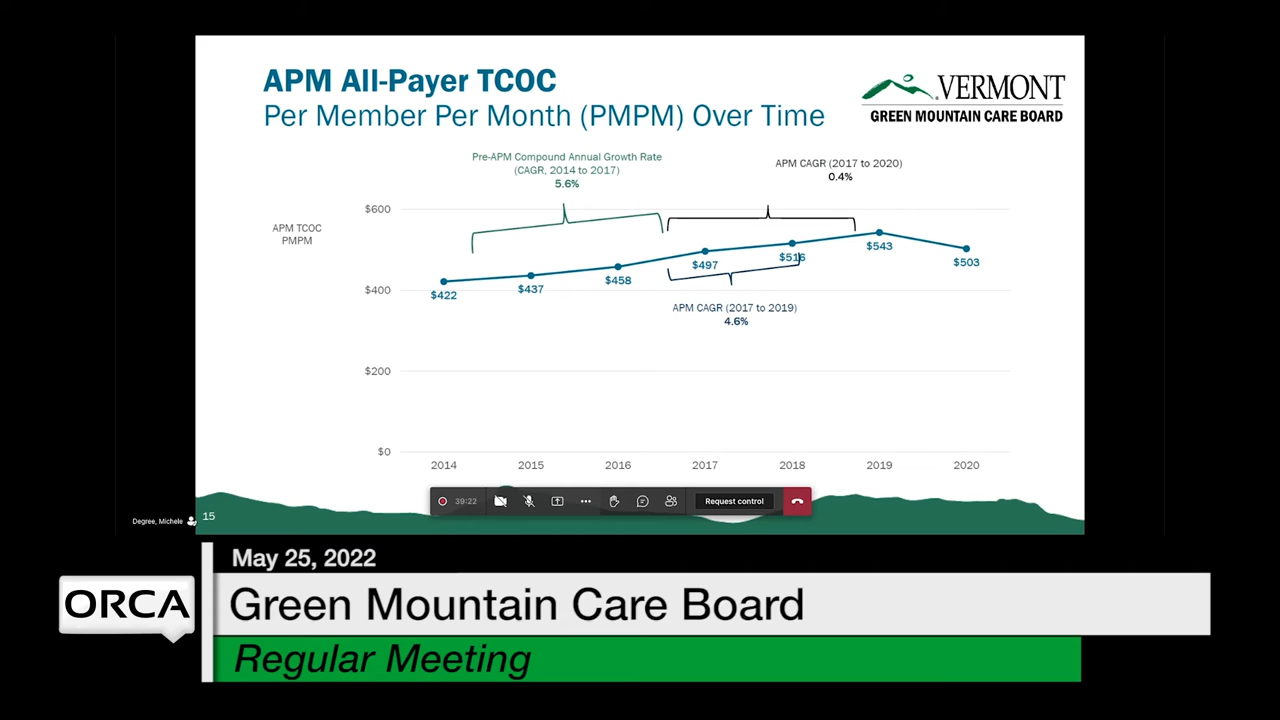 APM All-Payer TCOC
Per Member Per Month (PMPM) Over Time
VERMONT
GREEN MOUNTAIN CARE BOARD
Pre-APM Compound Annual Growth Rate
(CAGR, 2014 to 2017)
5.6%
APM CAGR (2017 to 2020)
0.4%
APM TCOC
PMPM
$600
$400
$200
$0
$422
$437
$458
$497
$516
$543
$503
APM CAGR (2017 to 2019)
4.6%
2014
2015
2016
2017
2018
2019
2020
39:22
Request control
Degree, Michele
15
May 25, 2022
ORCA
Green Mountain Care Board
Regular Meeting